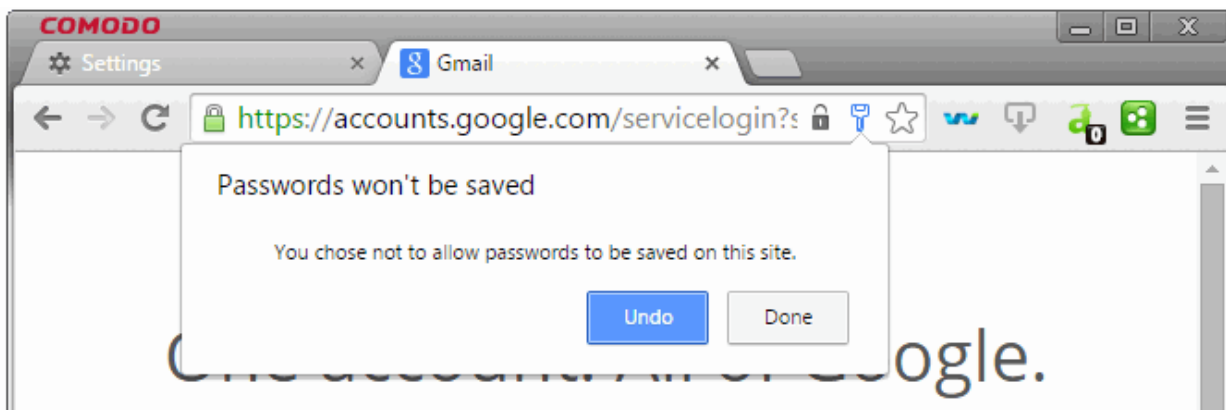 COMODO
Settings
Gmail
https://accounts.google.com/servicelogin?s
0
Passwords won't be saved
You chose not to allow passwords to be saved on this site.
Undo
Done
One account. All of Google.